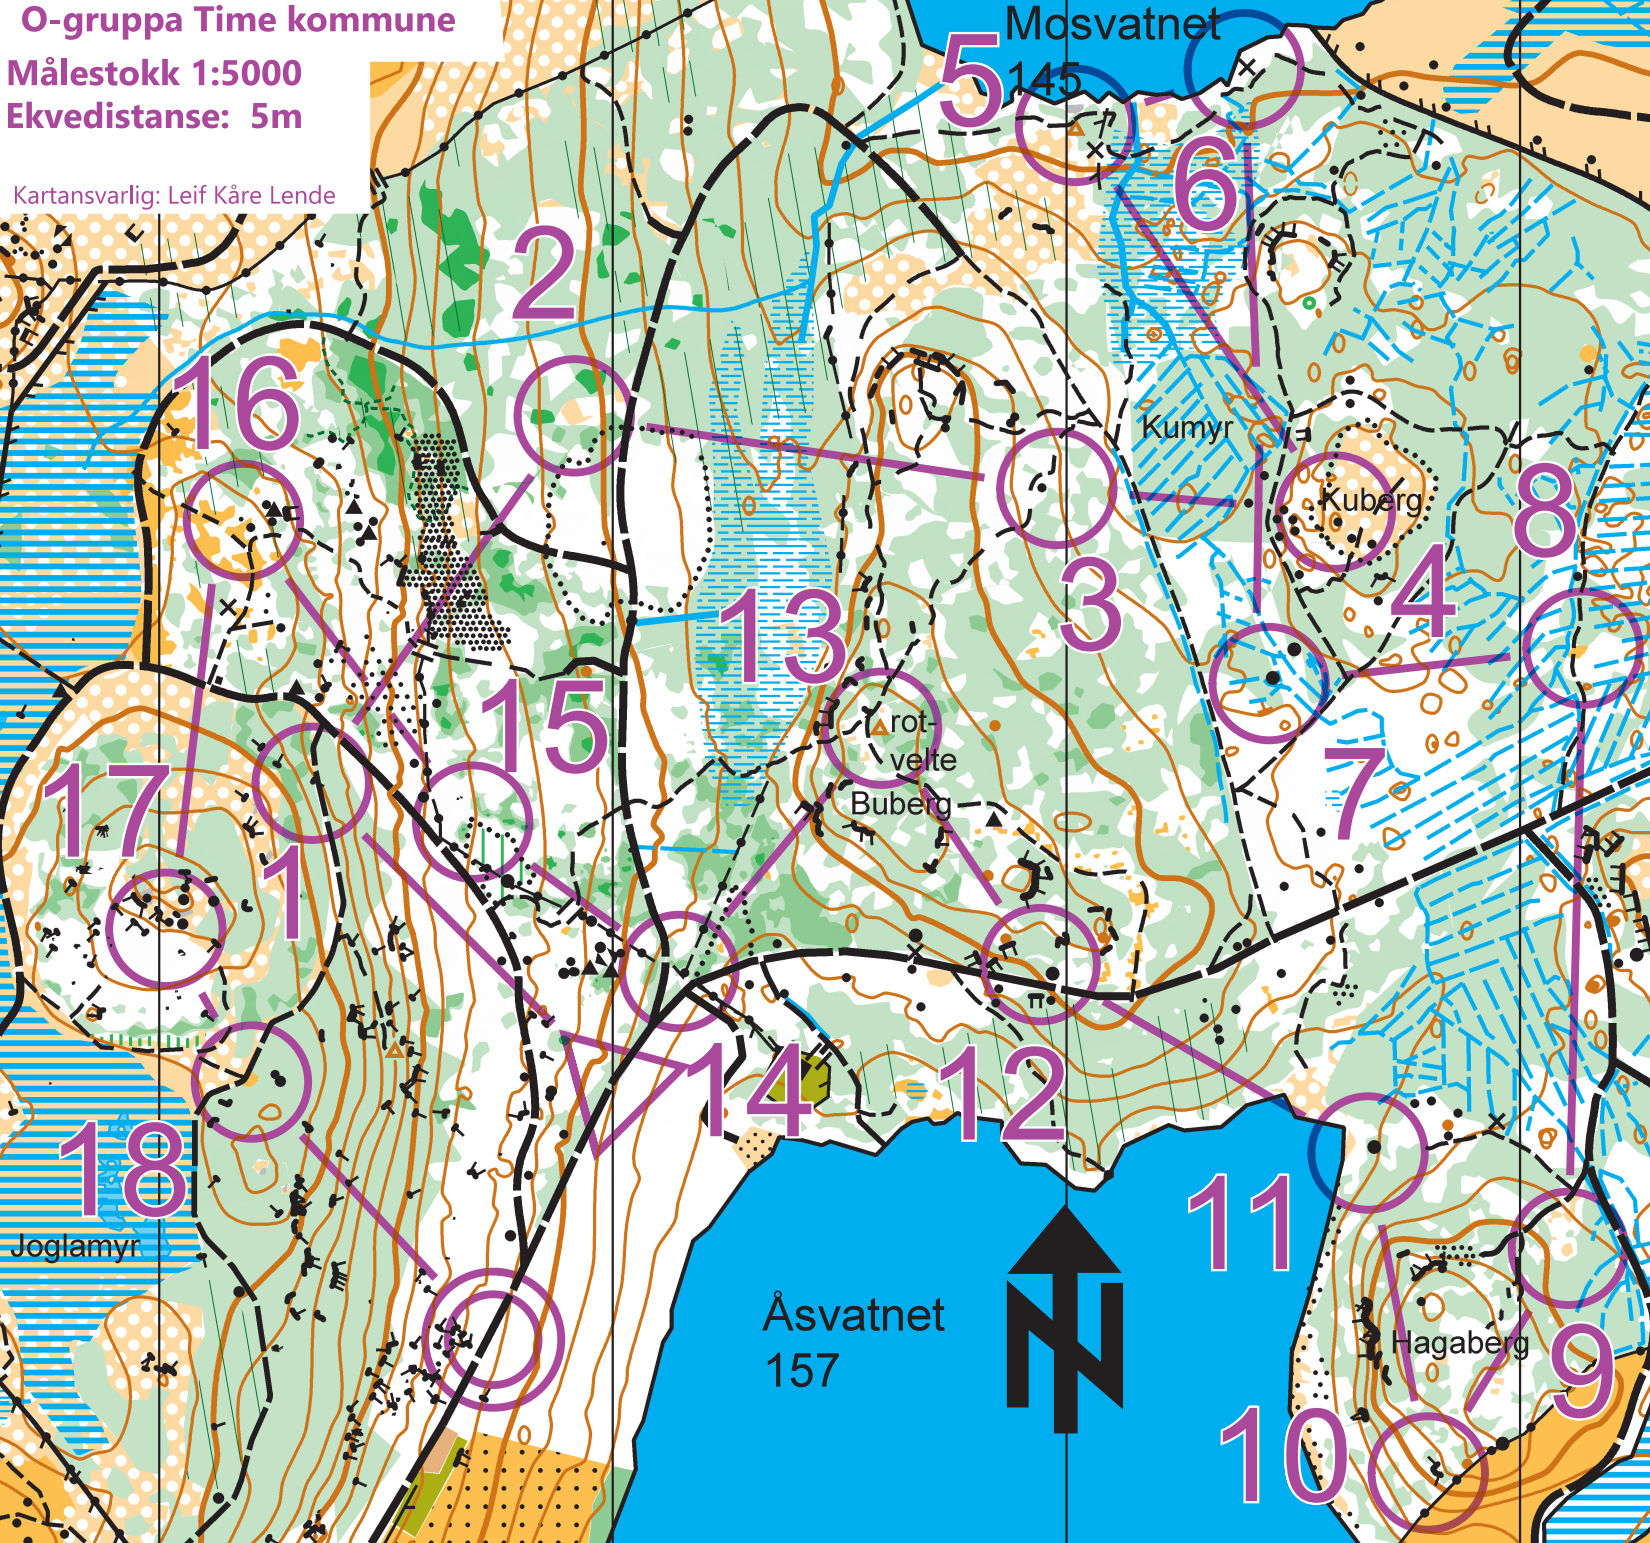 O-gruppa Time kommune
Målestokk 1:5000
Ekvedistanse: 5m
Kartansvarlig: Leif Kåre Lende
Mosvatnet
145
5
6
2
16
Kumyr
Kuberg
8
3
4
13
15
rot-
velte
Buberg
7
17
1
14
12
18
11
Joglamyr
Åsvatnet
157
N
Hagaberg
9
10